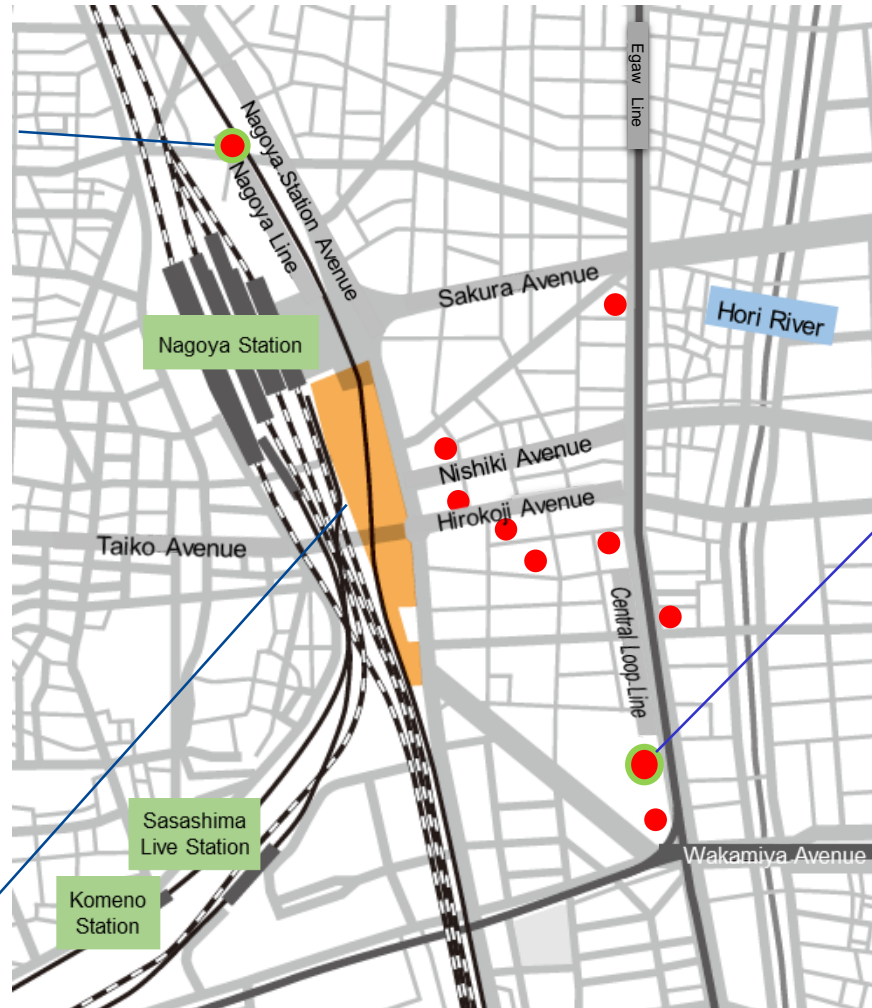 Egaw Line
Nagoya Station Avenue
Nagoya Line
Sakura Avenue
Hori River
Nagoya Station
Nishiki Avenue
Hirokoji Avenue
Taiko Avenue
Central Loop Line
Sasashima
Live Station
Wakamiya Avenue
Komeno
Station